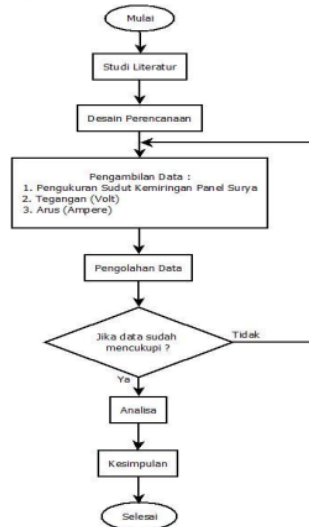 Mulai
Studi Literatur
Desain Perencanaan
Pengambilan Data :
1. Pengukuran Sudut Kemiringan Panel Surya
2. Tegangan (Volt)
3. Arus (Ampere)
Pengolahan Data
Jika data sudah
mencukupi ?
Tidak
Ya
Analisa
Kesimpulan
Selesai